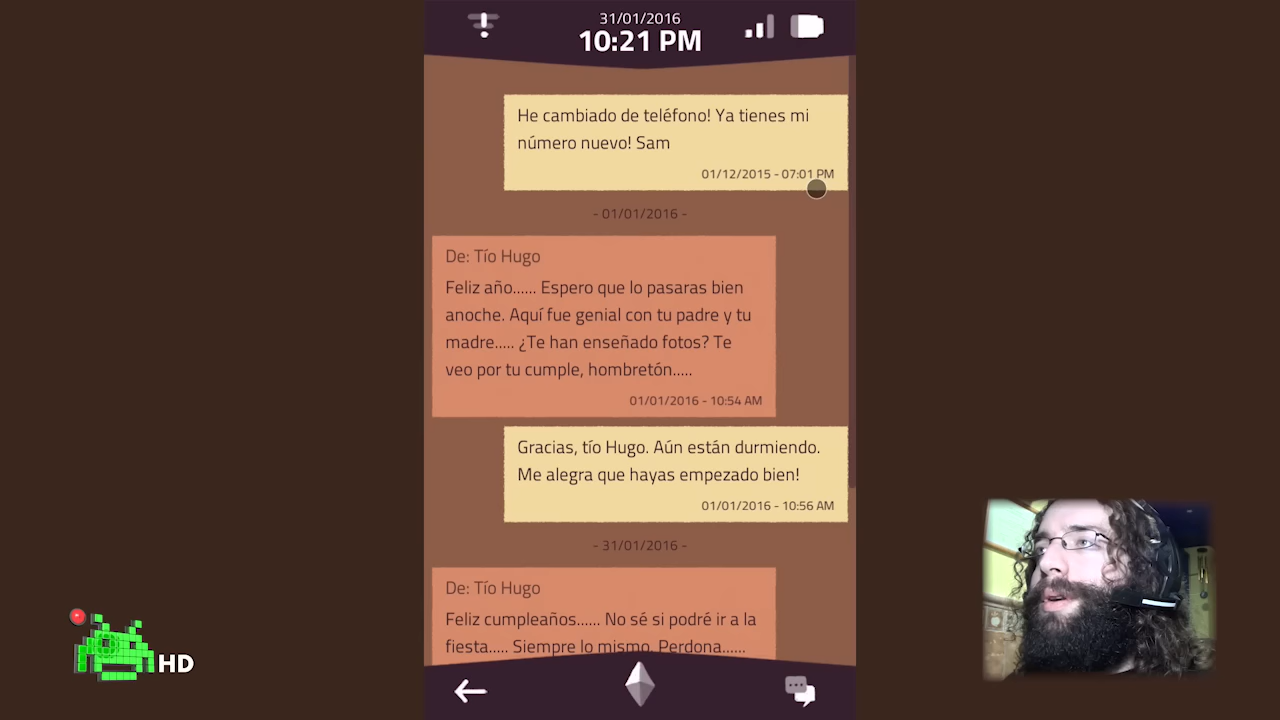 31/01/2016
10:21 PM
He cambiado de teléfono! Ya tienes mi
número nuevo! Sam
01/12/2015 - 07:01 PM
- 01/01/2016 -
De: Tío Hugo
Feliz año...... Espero que lo pasaras bien
anoche. Aquí fue genial con tu padre y tu
madre..... ¿Te han enseñado fotos? Te
veo por tu cumple, hombretón.....
01/01/2016 - 10:54 AM
Gracias, tío Hugo. Aún están durmiendo.
Me alegra que hayas empezado bien!
01/01/2016 - 10:56 AM
- 31/01/2016 -
De: Tío Hugo
Feliz cumpleaños...... No sé si podré ir a la
fiesta..... Siempre lo mismo. Perdona......
HD